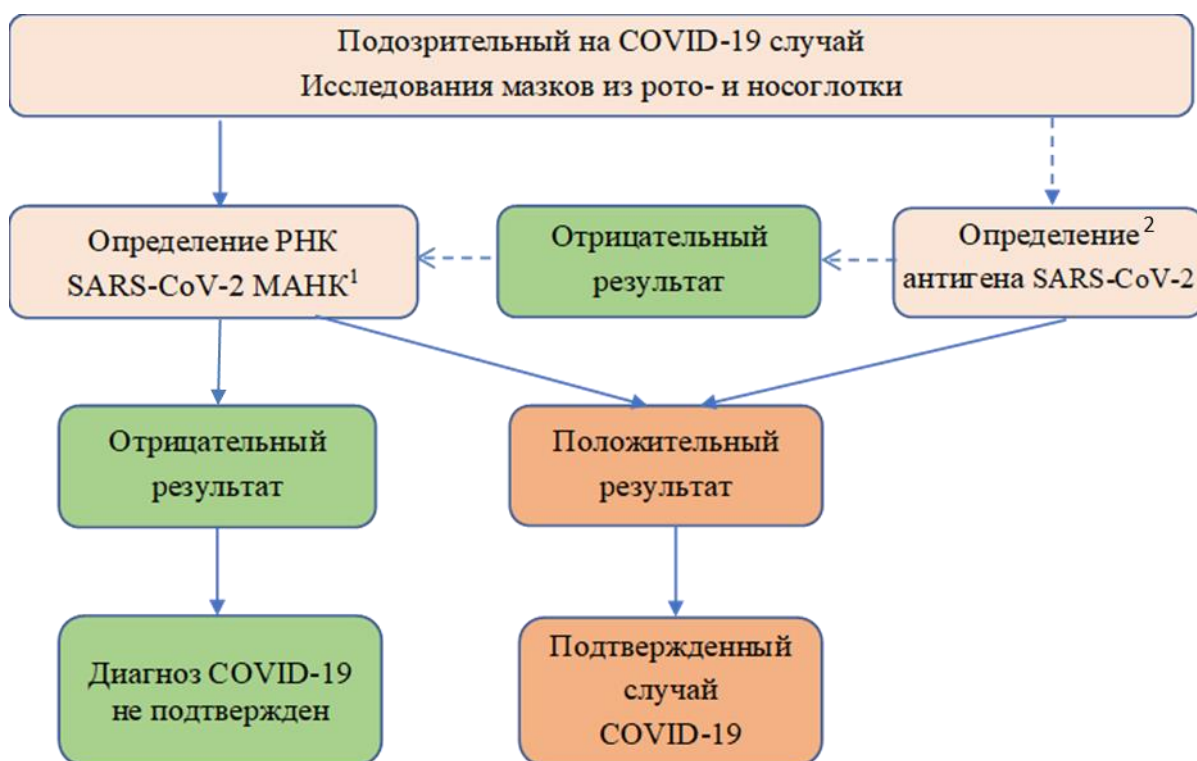 Подозрительный на COVID-19 случай
Исследования мазков из рото- и носоглотки
Определение РНК
SARS-CoV-2 МАНК¹
Отрицательный
результат
Определение²
антигена SARS-CoV-2
Отрицательный
результат
Положительный
результат
Диагноз COVID-19
не подтвержден
Подтвержденный
случай
COVID-19